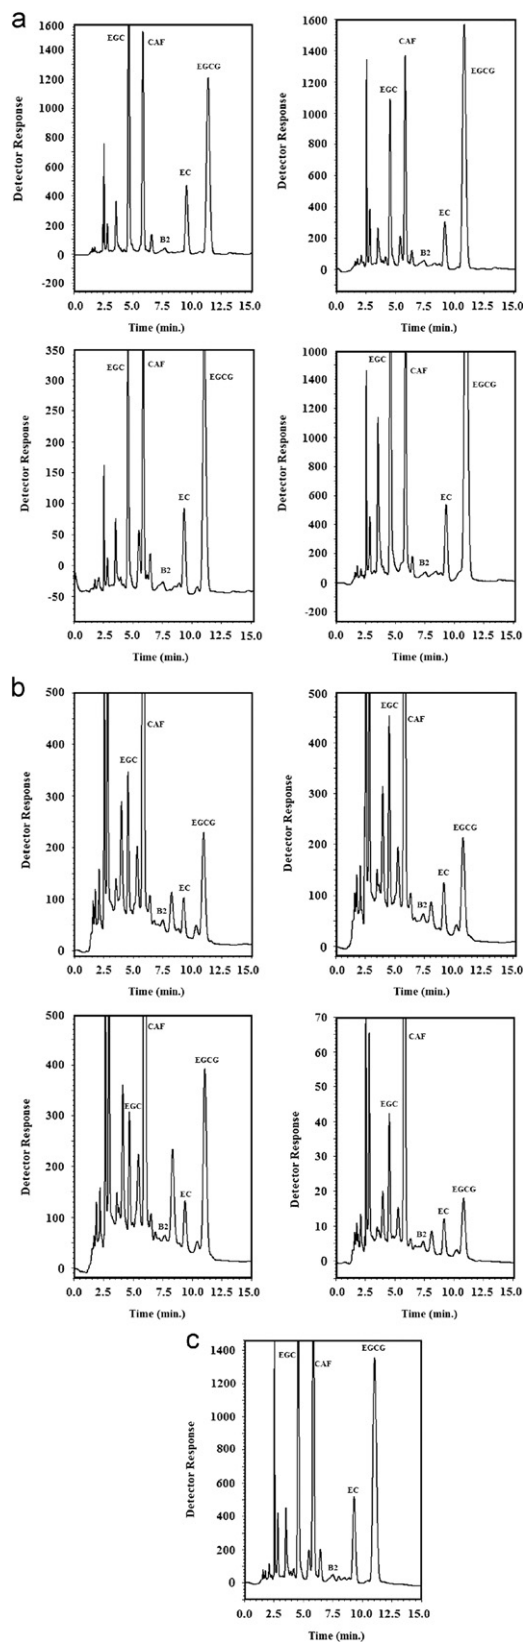 a
1600
1400
1200
1000
800
600
400
200
0
-200
Detector Response
EGC
CAF
EGCG
EC
B2
0.0 2.5 5.0 7.5 10.0 12.5 15.0
Time (min.)
1600
1400
1200
1000
800
600
400
200
0
Detector Response
CAF
EGCG
EGC
EC
B2
0.0 2.5 5.0 7.5 10.0 12.5 15.0
Time (min.)
350
300
250
200
150
100
50
0
-50
Detector Response
EGC
CAF
EGCG
EC
B2
0.0 2.5 5.0 7.5 10.0 12.5 15.0
Time (min.)
1600
1400
1200
1000
800
600
400
200
0
-200
Detector Response
EGC
CAF
EGCG
EC
B2
0.0 2.5 5.0 7.5 10.0 12.5 15.0
Time (min.)
b
500
400
300
200
100
0
Detector Response
CAF
EGC
EGCG
EC
B2
0.0 2.5 5.0 7.5 10.0 12.5 15.0
Time (min.)
500
400
300
200
100
0
Detector Response
EGC
CAF
EGCG
EC
B2
0.0 2.5 5.0 7.5 10.0 12.5 15.0
Time (min.)
500
400
300
200
100
0
Detector Response
CAF
EGCG
EGC
EC
B2
0.0 2.5 5.0 7.5 10.0 12.5 15.0
Time (min.)
70
60
50
40
30
20
10
0
Detector Response
CAF
EGC
EGCG
EC
B2
0.0 2.5 5.0 7.5 10.0 12.5 15.0
Time (min.)
c
1400
1200
1000
800
600
400
200
0
Detector Response
EGC
CAF
EGCG
EC
B2
0.0 2.5 5.0 7.5 10.0 12.5 15.0
Time (min.)